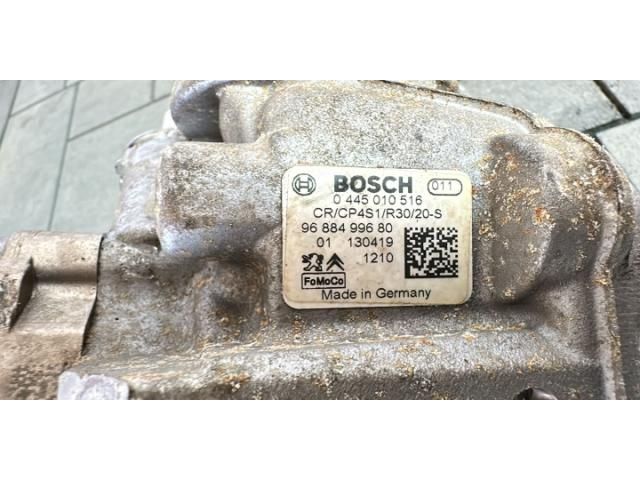 BOSCH 011
0 445 010 516
CR/CP4S1/R30/20-S
96 884 996 80
01 130419
1210
FoMoCo
Made in Germany